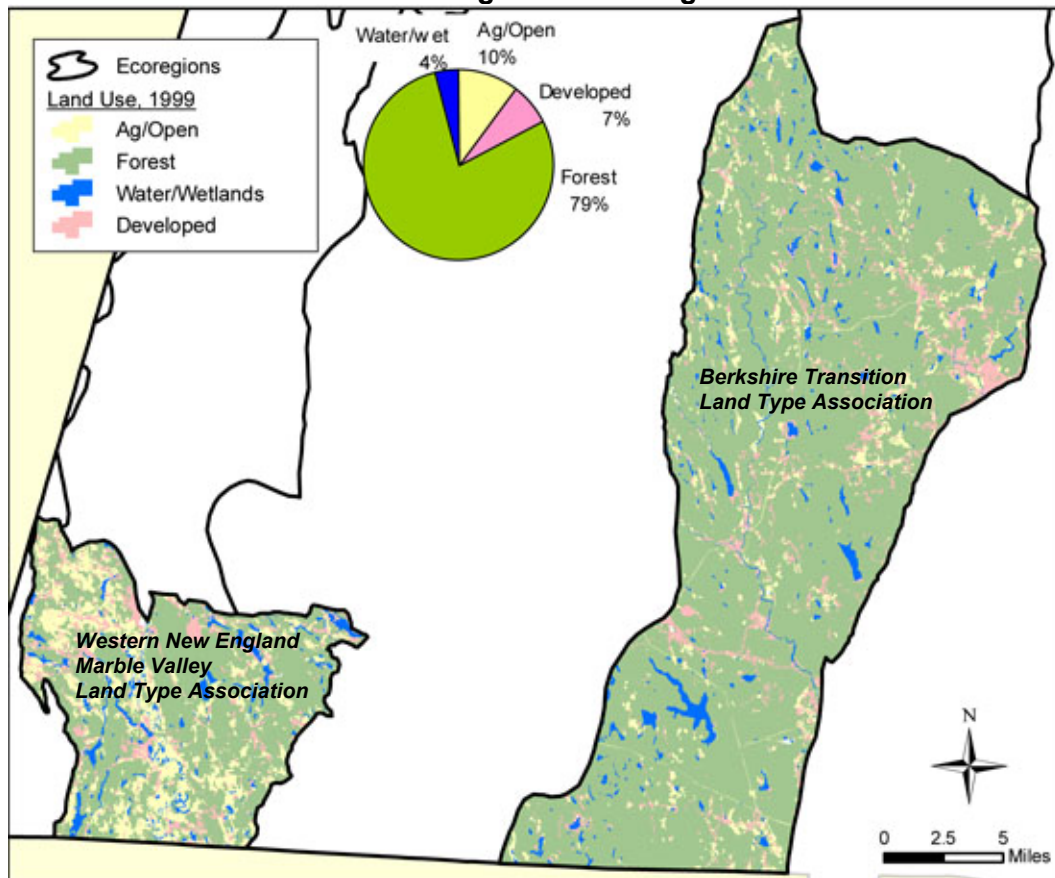 Ecoregions
Land Use, 1999
Ag/Open
Forest
Water/Wetlands
Developed
Water/wet
4%
Ag/Open
10%
Developed
7%
Forest
79%
Berkshire Transition
Land Type Association
Western New England
Marble Valley
Land Type Association
N
0 2.5 5
Miles